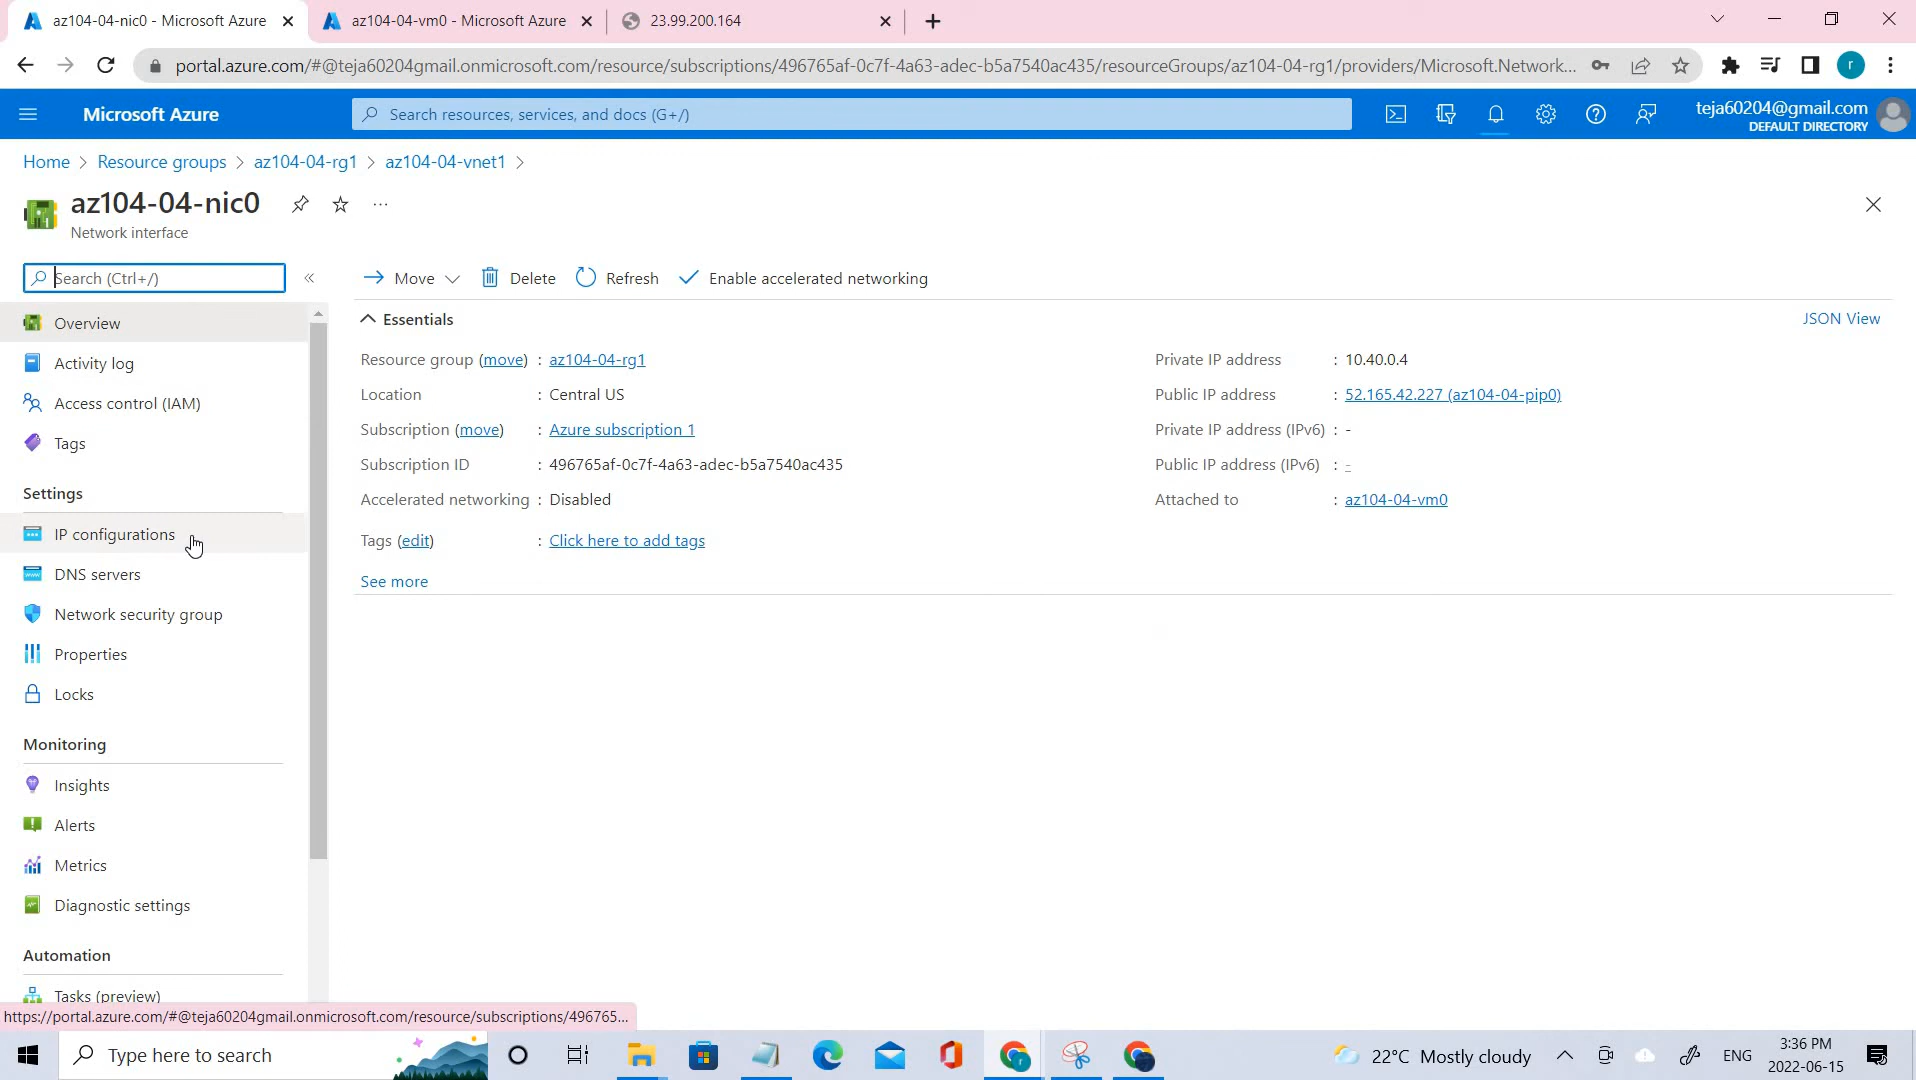 az104-04-nic0 - Microsoft Azure
az104-04-vm0 - Microsoft Azure
23.99.200.164
portal.azure.com/#@teja60204gmail.onmicrosoft.com/resource/subscriptions/496765af-0c7f-4a63-adec-b5a7540ac435/resourceGroups/az104-04-rg1/providers/Microsoft.Network...
r
Microsoft Azure
Search resources, services, and docs (G+/)
teja60204@gmail.com
DEFAULT DIRECTORY
Home > Resource groups > az104-04-rg1 > az104-04-vnet1 >
az104-04-nic0
Network interface
Search (Ctrl+/)
Move
Delete
Refresh
Enable accelerated networking
Overview
Activity log
Access control (IAM)
Tags
Settings
IP configurations
DNS servers
Network security group
Properties
Locks
Monitoring
Insights
Alerts
Metrics
Diagnostic settings
Automation
Tasks (preview)
Essentials
JSON View
Resource group (move) : az104-04-rg1
Location : Central US
Subscription (move) : Azure subscription 1
Subscription ID : 496765af-0c7f-4a63-adec-b5a7540ac435
Accelerated networking : Disabled
Tags (edit) : Click here to add tags
See more
Private IP address : 10.40.0.4
Public IP address : 52.165.42.227 (az104-04-pip0)
Private IP address (IPv6) : -
Public IP address (IPv6) : -
Attached to : az104-04-vm0
https://portal.azure.com/#@teja60204gmail.onmicrosoft.com/resource/subscriptions/496765...
Type here to search
22°C Mostly cloudy
ENG
3:36 PM
2022-06-15